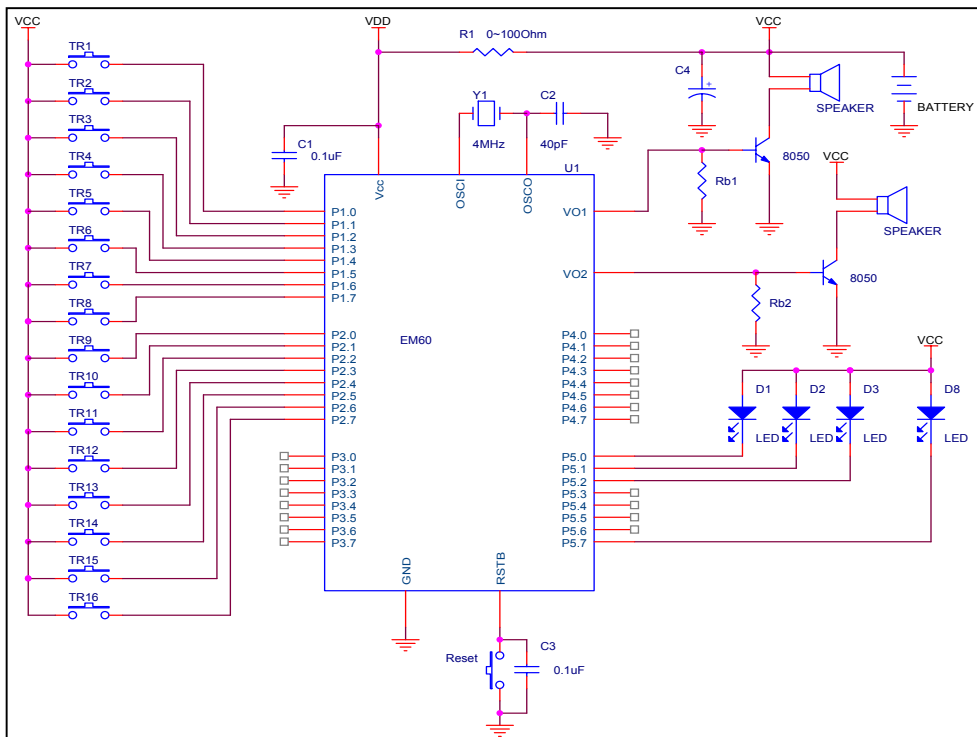 VCC
VDD
VCC
R1 0~100Ohm
TR1
TR2
TR3
TR4
TR5
TR6
TR7
TR8
TR9
TR10
TR11
TR12
TR13
TR14
TR15
TR16
C1
0.1uF
Y1
4MHz
C2
40pF
C4
+
SPEAKER
BATTERY
8050
Rb1
VCC
SPEAKER
8050
Rb2
U1
EM60
Vcc
OSCI
OSCO
P1.0
P1.1
P1.2
P1.3
P1.4
P1.5
P1.6
P1.7
P2.0
P2.1
P2.2
P2.3
P2.4
P2.5
P2.6
P2.7
P3.0
P3.1
P3.2
P3.3
P3.4
P3.5
P3.6
P3.7
VO1
VO2
P4.0
P4.1
P4.2
P4.3
P4.4
P4.5
P4.6
P4.7
P5.0
P5.1
P5.2
P5.3
P5.4
P5.5
P5.6
P5.7
GND
RSTB
VCC
D1
D2
D3
D8
LED
LED
LED
LED
Reset
C3
0.1uF